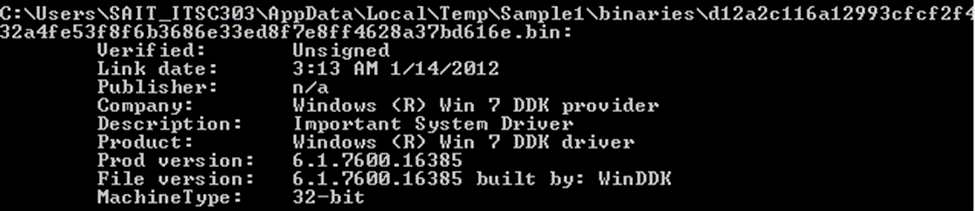 C:\Users\SAIT_ITSC303\AppData\Local\Temp\Sample1\binaries\d12a2c116a12993cfcf2f4
32a4fe53f8f6b3686e33ed8f7e8ff4628a37bd616e.bin:
Verified: Unsigned
Link date: 3:13 AM 1/14/2012
Publisher: n/a
Company: Windows (R) Win 7 DDK provider
Description: Important System Driver
Product: Windows (R) Win 7 DDK driver
Prod version: 6.1.7600.16385
File version: 6.1.7600.16385 built by: WinDDK
MachineType: 32-bit